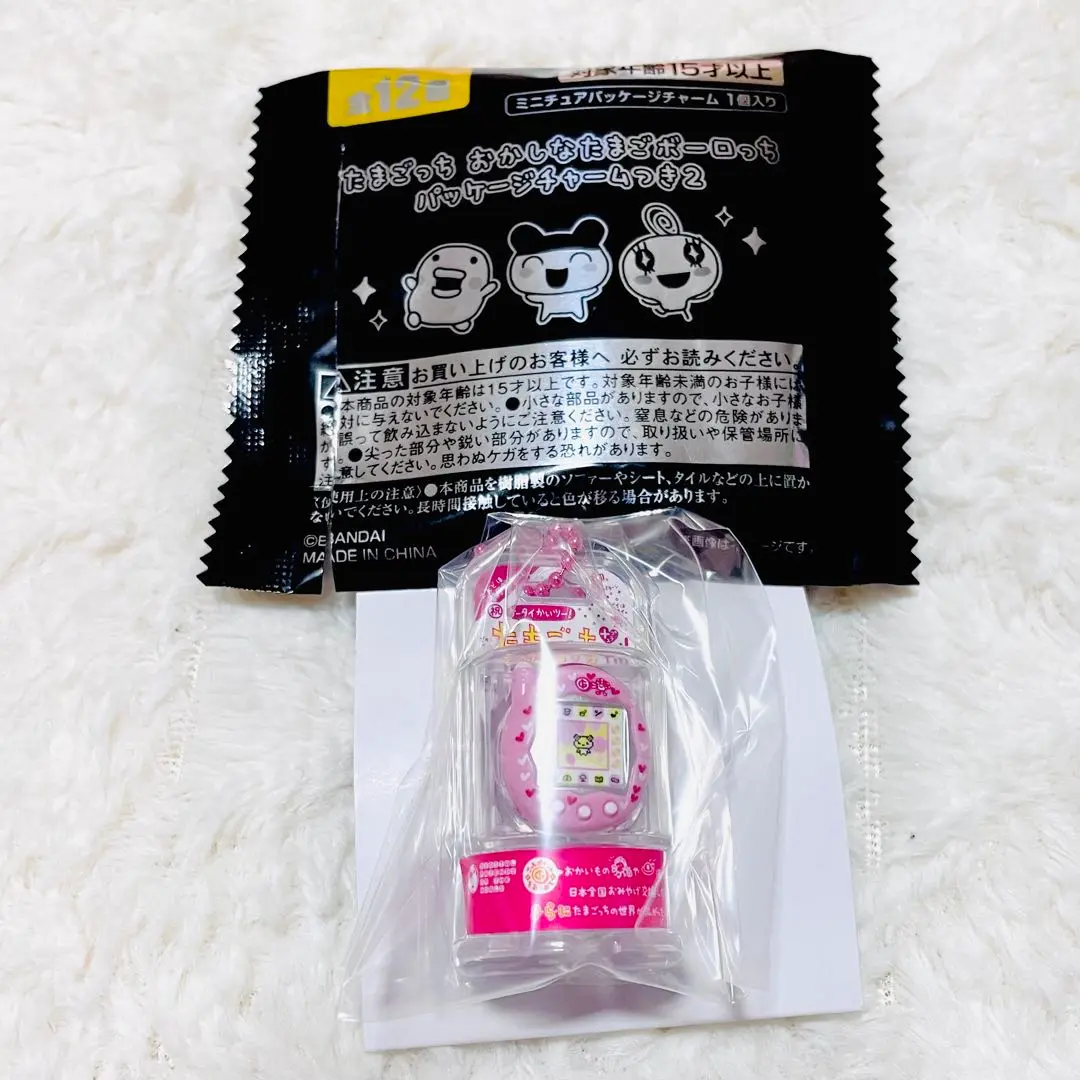 全12種
対象年齢15才以上
ミニチュアパッケージチャーム 1個入り
たまごっち おかしなたまごボーロっち
パッケージチャームつき2
注意 お買い上げのお客様へ 必ずお読みください。
本商品の対象年齢は15才以上です。対象年齢未満のお子様には
対に与えないでください。●小さな部品がありますので、小さなお子様
誤って飲み込まないようにご注意ください。窒息などの危険がありま
す。●尖った部分や鋭い部分がありますので、取り扱いや保管場所に
意してください。思わぬケガをする恐れがあります。
使用上の注意〉●本商品を樹脂製のソファーやシート、タイルなどの上に置か
ないでください。長時間接触していると色が移る場合があります。
©BANDAI
MADE IN CHINA
祝
おかいもの
日本全国おみやげ
たまごっちの世界